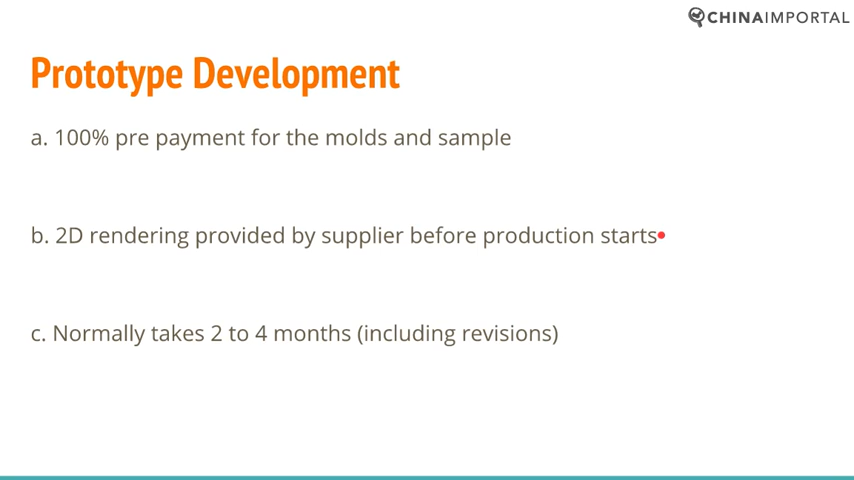 CHINAIMPORTAL
Prototype Development
a. 100% pre payment for the molds and sample
b. 2D rendering provided by supplier before production starts
c. Normally takes 2 to 4 months (including revisions)